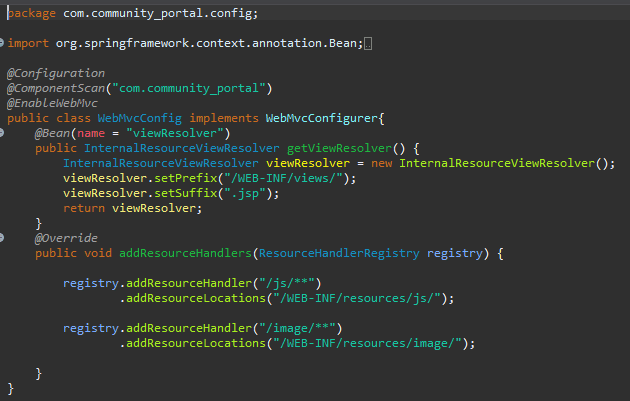 package com.community_portal.config;
import org.springframework.context.annotation.Bean;
@Configuration
@ComponentScan("com.community_portal")
@EnableWebMvc
public class WebMvcConfig implements WebMvcConfigurer{
@Bean(name = "viewResolver")
public InternalResourceViewResolver getViewResolver() {
InternalResourceViewResolver viewResolver = new InternalResourceViewResolver();
viewResolver.setPrefix("/WEB-INF/views/");
viewResolver.setSuffix(".jsp");
return viewResolver;
}
@Override
public void addResourceHandlers(ResourceHandlerRegistry registry) {
registry.addResourceHandler("/js/**")
.addResourceLocations("/WEB-INF/resources/js/");
registry.addResourceHandler("/image/**")
.addResourceLocations("/WEB-INF/resources/image/");
}
}